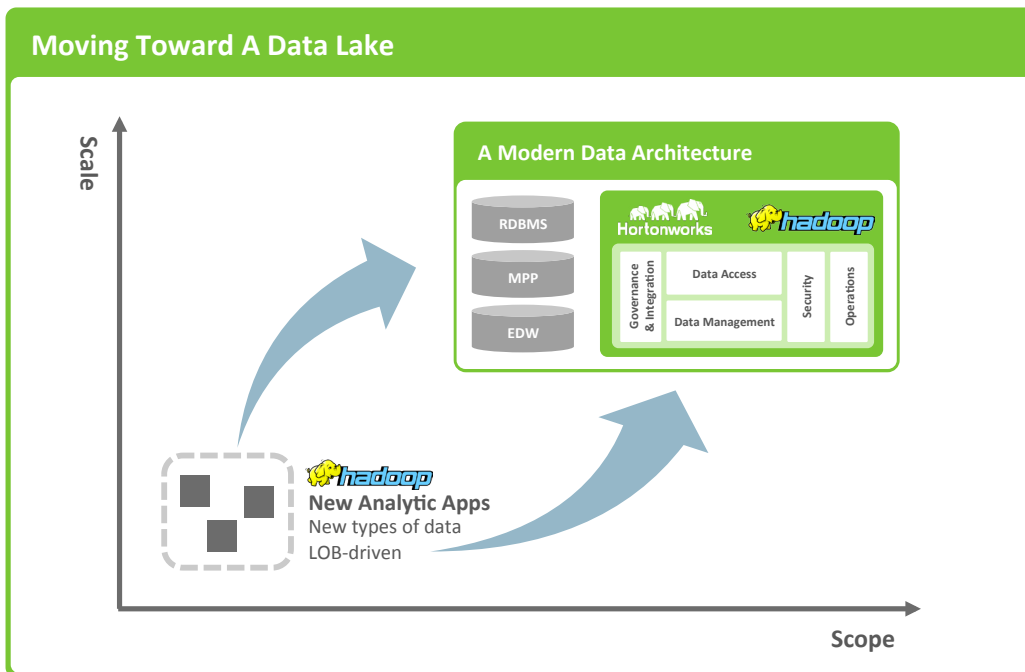 Moving Toward A Data Lake
Scale
A Modern Data Architecture
RDBMS
MPP
EDW
Hortonworks
hadoop
Governance
& Integration
Data Access
Data Management
Security
Operations
hadoop
New Analytic Apps
New types of data
LOB-driven
Scope